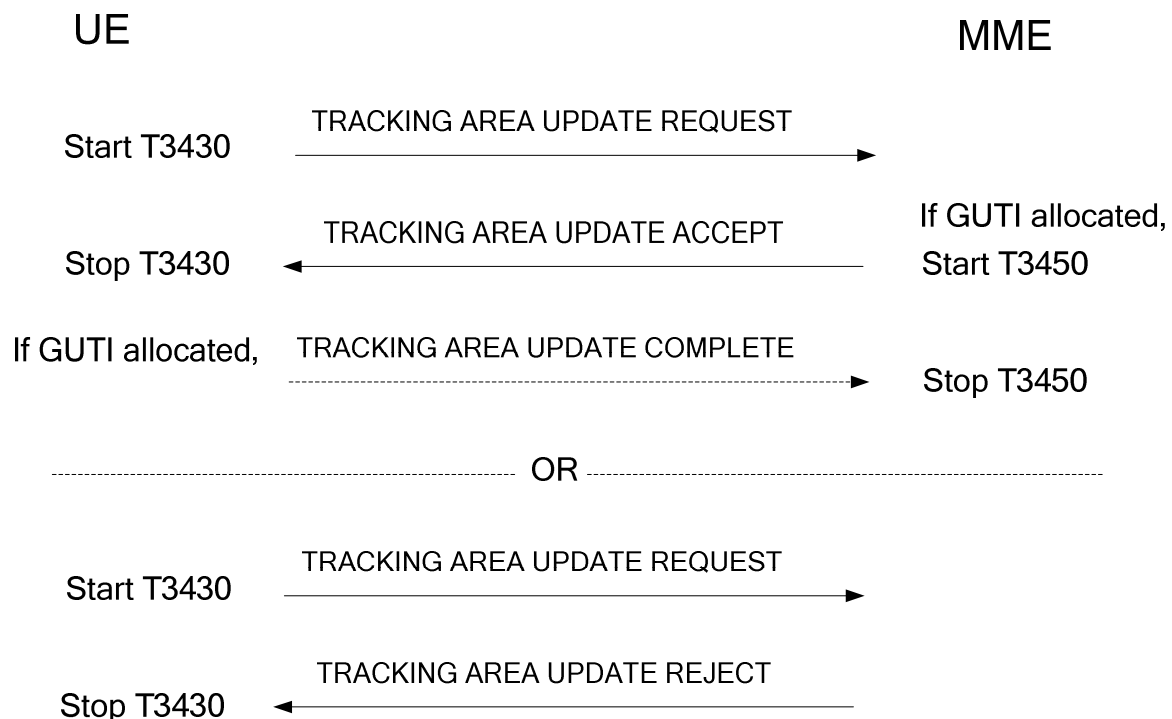 UE
MME
TRACKING AREA UPDATE REQUEST
Start T3430
If GUTI allocated,
TRACKING AREA UPDATE ACCEPT
Stop T3430
Start T3450
If GUTI allocated,
TRACKING AREA UPDATE COMPLETE
Stop T3450
OR
TRACKING AREA UPDATE REQUEST
Start T3430
TRACKING AREA UPDATE REJECT
Stop T3430